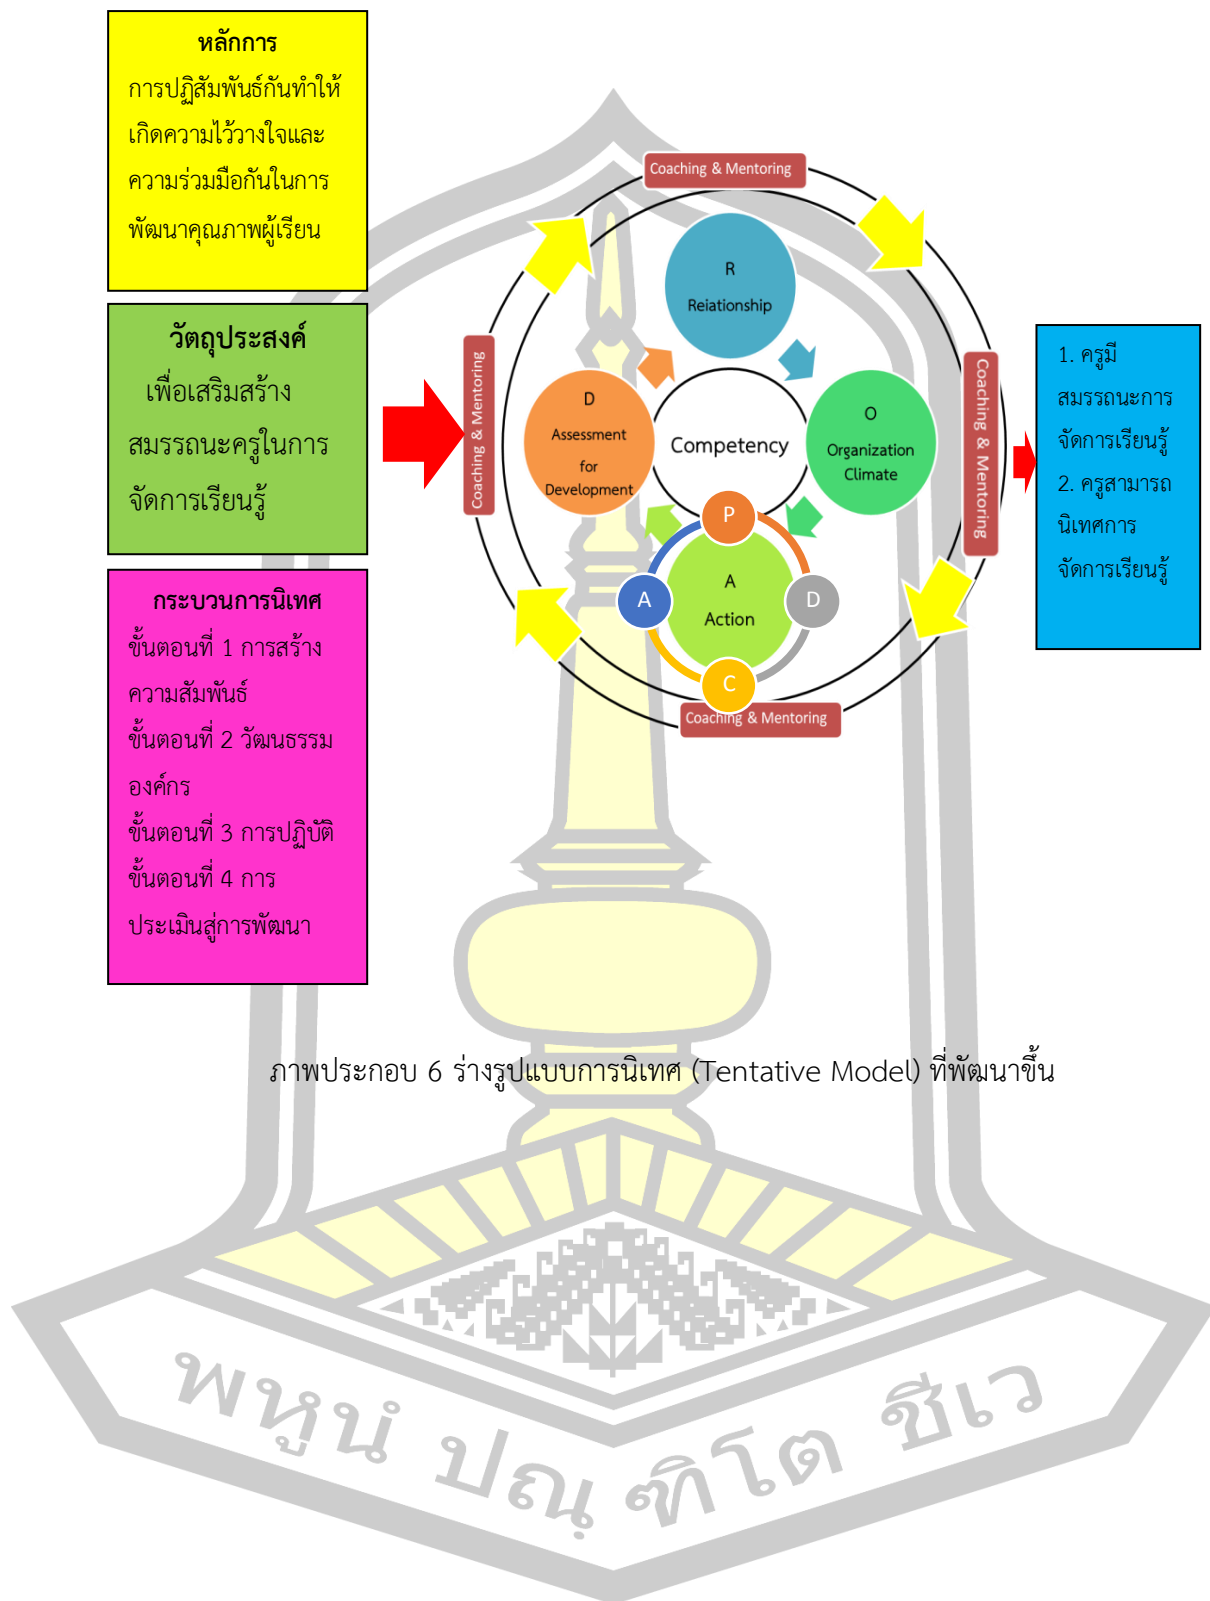 หลักการ
การปฏิสัมพันธ์กันทำให้
เกิดความไว้วางใจและ
ความร่วมมือกันในการ
พัฒนาคุณภาพผู้เรียน
วัตถุประสงค์
เพื่อเสริมสร้าง
สมรรถนะครูในการ
จัดการเรียนรู้
กระบวนการนิเทศ
ขั้นตอนที่ 1 การสร้าง
ความสัมพันธ์
ขั้นตอนที่ 2 วัฒนธรรม
องค์กร
ขั้นตอนที่ 3 การปฏิบัติ
ขั้นตอนที่ 4 การ
ประเมินสู่การพัฒนา
Coaching & Mentoring
Coaching & Mentoring
R
Reiationship
D
Assessment
for
Development
Competency
O
Organization
Climate
P
A
A
Action
D
C
Coaching & Mentoring
Coaching & Mentoring
1. ครูมี
สมรรถนะการ
จัดการเรียนรู้
2. ครูสามารถ
นิเทศการ
จัดการเรียนรู้
ภาพประกอบ 6 ร่างรูปแบบการนิเทศ (Tentative Model) ที่พัฒนาขึ้น
พหูนํ ปณฺฑิโต ชีเว